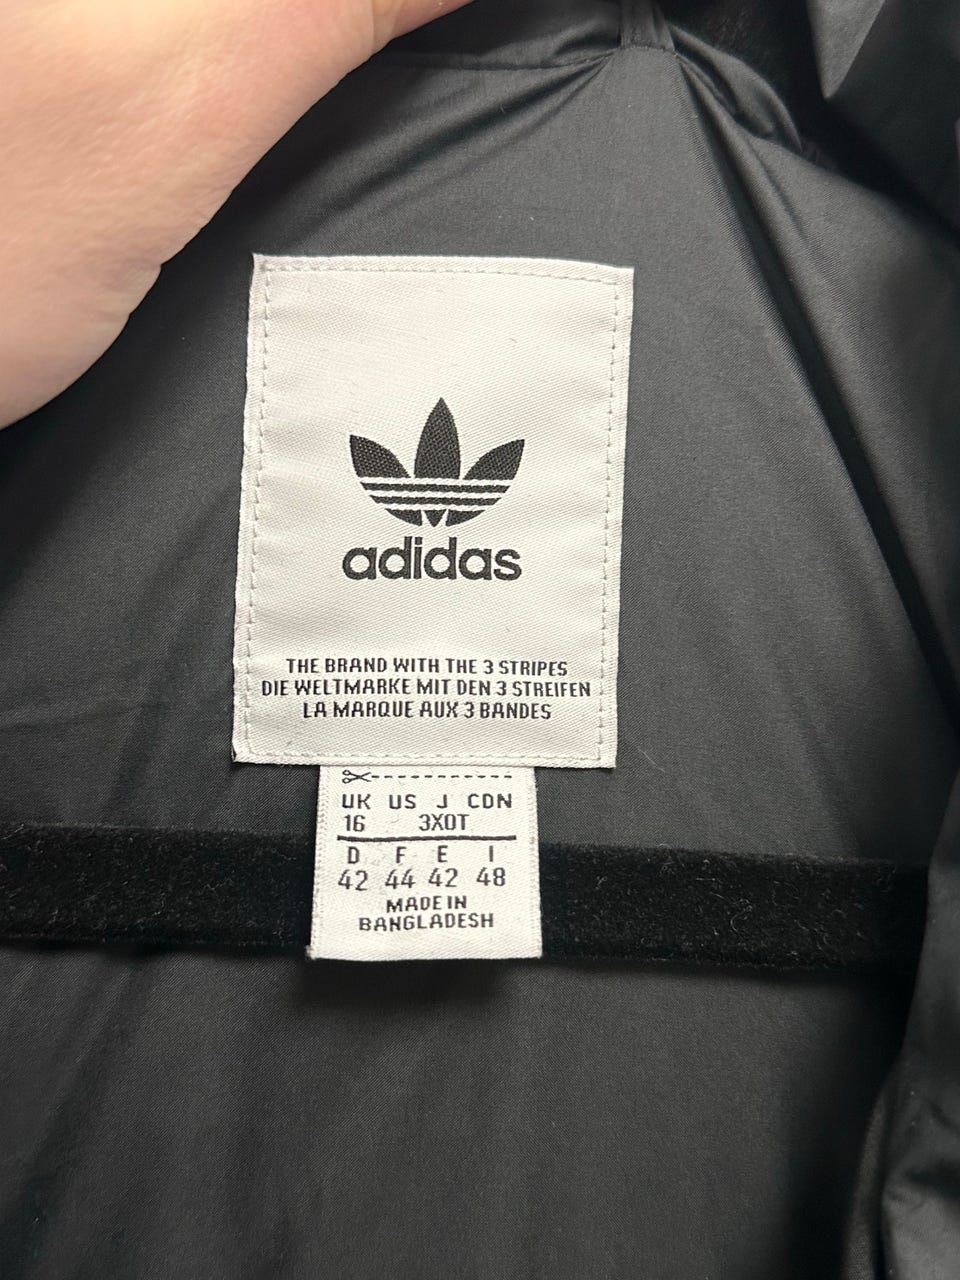 adidas
THE BRAND WITH THE 3 STRIPES
DIE WELTMARKE MIT DEN 3 STREIFEN
LA MARQUE AUX 3 BANDES
UK US J CDN
16 3XOT
D F E I
42 44 42 48
MADE IN
BANGLADESH